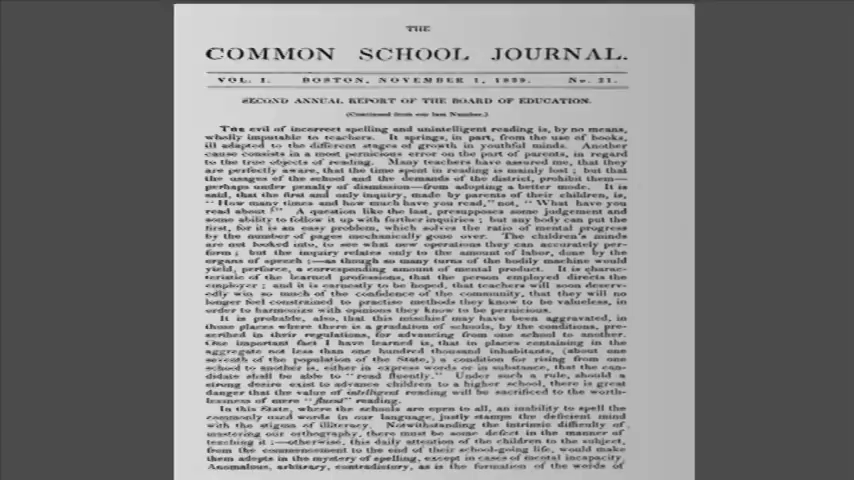 THE
COMMON SCHOOL JOURNAL.
VOL. I. BOSTON, NOVEMBER 1, 1839. No. 21.
SECOND ANNUAL REPORT OF THE BOARD OF EDUCATION.
(Continued from our last Number.)
THE evil of incorrect spelling and unintelligent reading is, by no means,
wholly imputable to teachers. It springs, in part, from the use of books,
ill adapted to the different stages of growth in youthful minds. Another
cause consists in a most pernicious error on the part of parents, in regard
to the true objects of reading. Many teachers have assured me, that they
are perfectly aware, that the time spent in reading is mainly lost; but that
the usages of the school and the demands of the district, prohibit them—
perhaps under penalty of dismission—from adopting a better mode. It is
said, that the first and only inquiry, made by parents of their children, is,
"How many times and how much have you read," not, "What have you
read about?" A question like the last, presupposes some judgement and
some ability to follow it up with further inquiries; but any body can put the
first, for it is an easy problem, which solves the ratio of mental progress
by the number of pages mechanically gone over. The children's minds
are not looked into, to see what new operations they can accurately per-
form; but the inquiry relates only to the amount of labor, done by the
organs of speech;—as though so many turns of the bodily machine would
yield, perforce, a corresponding amount of mental product. It is charac-
teristic of the learned professions, that the person employed directs the
employer; and it is earnestly to be hoped, that teachers will soon deserv-
edly win so much of the confidence of the community, that they will no
longer feel constrained to practise methods they know to be valueless, in
order to harmonize with opinions they know to be pernicious.
It is probable, also, that this mischief may have been aggravated, in
those places where there is a gradation of schools, by the conditions, pre-
scribed in their regulations, for advancing from one school to another.
One important fact I have learned is, that in places containing in the
aggregate not less than one hundred thousand inhabitants, (about one
seventh of the population of the State,) a condition for rising from one
school to another is, either in express words or in substance, that the can-
didate shall be able to "read fluently." Under such a rule, should a
strong desire exist to advance children to a higher school, there is great
danger that the value of intelligent reading will be sacrificed to the worth-
lessness of mere "fluent" reading.
In this State, where the schools are open to all, an inability to spell the
commonly used words in our language, justly stamps the deficient mind
with the stigma of illiteracy. Notwithstanding the intrinsic difficulty of
mastering our orthography, there must be some defect in the manner of
teaching it;—otherwise, this daily attention of the children to the subject,
from the commencement to the end of their school-going life, would make
them adepts in the mystery of spelling, except in cases of mental incapacity.
Anomalous, arbitrary, contradictory, as is the formation of the words of